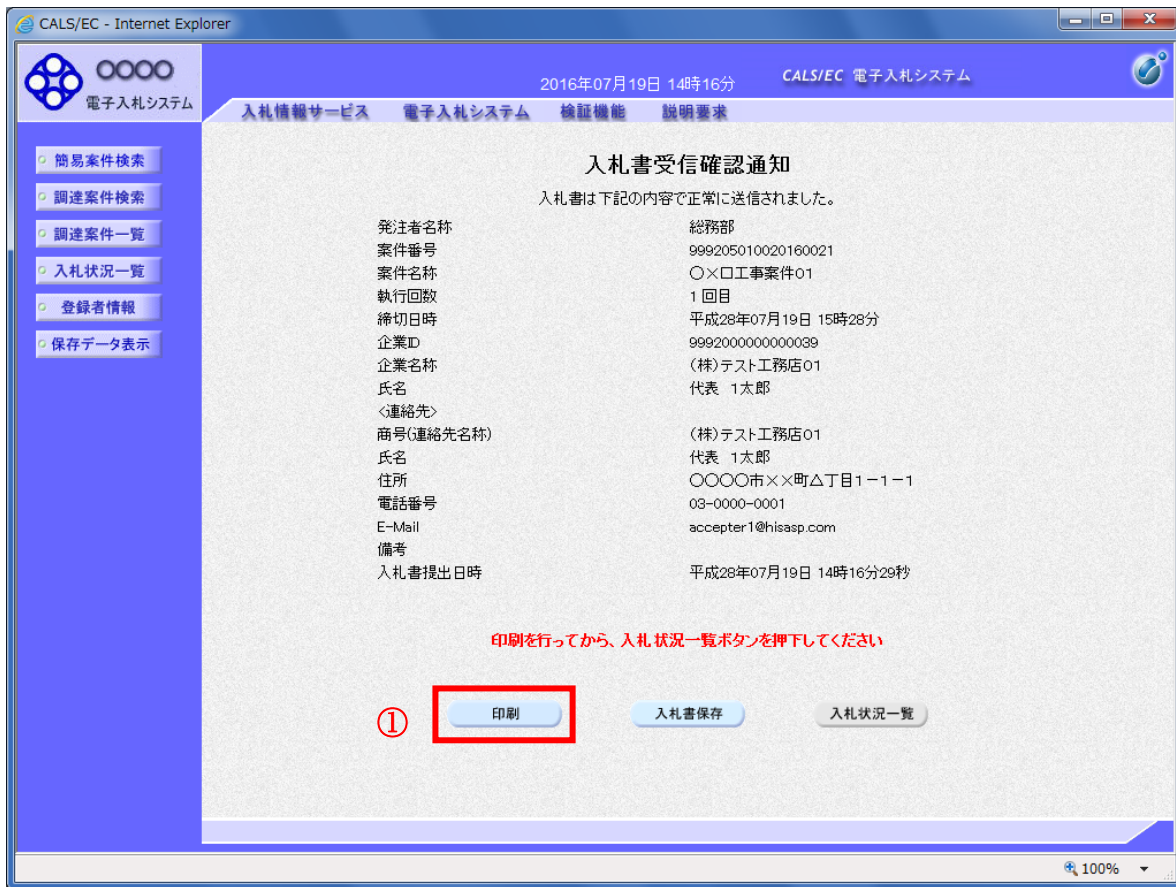 CALS/EC - Internet Explorer
○○○○
電子入札システム
2016年07月19日 14時16分
CALS/EC 電子入札システム
入札情報サービス 電子入札システム 検証機能 説明要求
簡易案件検索
調達案件検索
調達案件一覧
入札状況一覧
登録者情報
保存データ表示
入札書受信確認通知
入札書は下記の内容で正常に送信されました。
発注者名称 総務部
案件番号 999205010020160021
案件名称 ○×口工事案件01
執行回数 1回目
締切日時 平成28年07月19日 15時28分
企業ID 9992000000000039
企業名称 (株)テスト工務店01
氏名 代表 1太郎
<連絡先>
商号(連絡先名称) (株)テスト工務店01
氏名 代表 1太郎
住所 ○○○○市××町△丁目1-1-1
電話番号 03-0000-0001
E-Mail accepter1@hisasp.com
備考
入札書提出日時 平成28年07月19日 14時16分29秒
印刷を行ってから、入札状況一覧ボタンを押下してください
① 印刷 入札書保存 入札状況一覧
100%